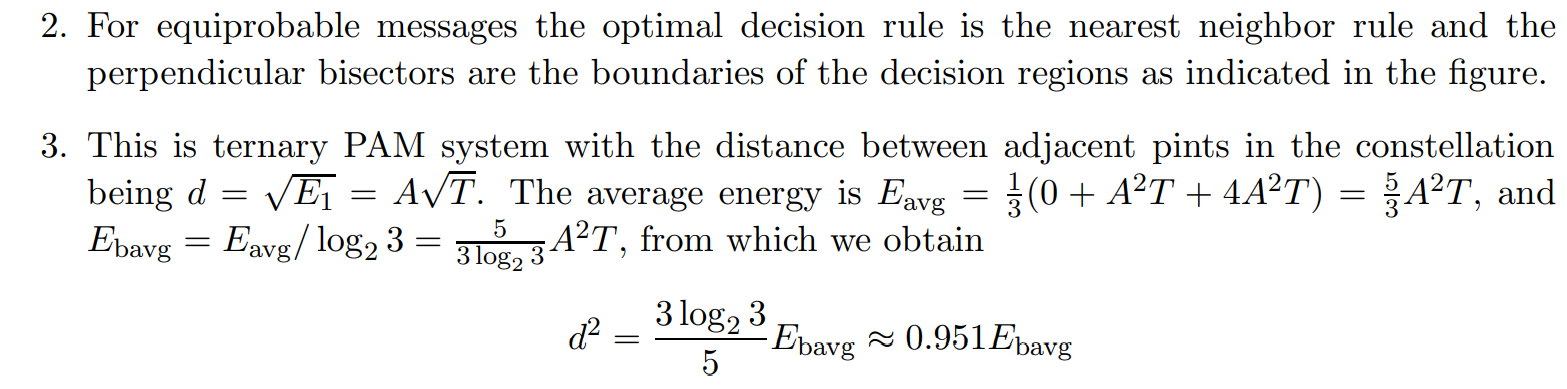 2. For equiprobable messages the optimal decision rule is the nearest neighbor rule and the
perpendicular bisectors are the boundaries of the decision regions as indicated in the figure.
3. This is ternary PAM system with the distance between adjacent pints in the constellation
being d = √E₁ = A√T. The average energy is E_avg = 1/3(0 + A²T + 4A²T) = 5/3 A²T, and
E_bavg = E_avg/ log₂ 3 = 5/(3 log₂ 3) A²T, from which we obtain
d² = (3 log₂ 3)/5 E_bavg ≈ 0.951E_bavg